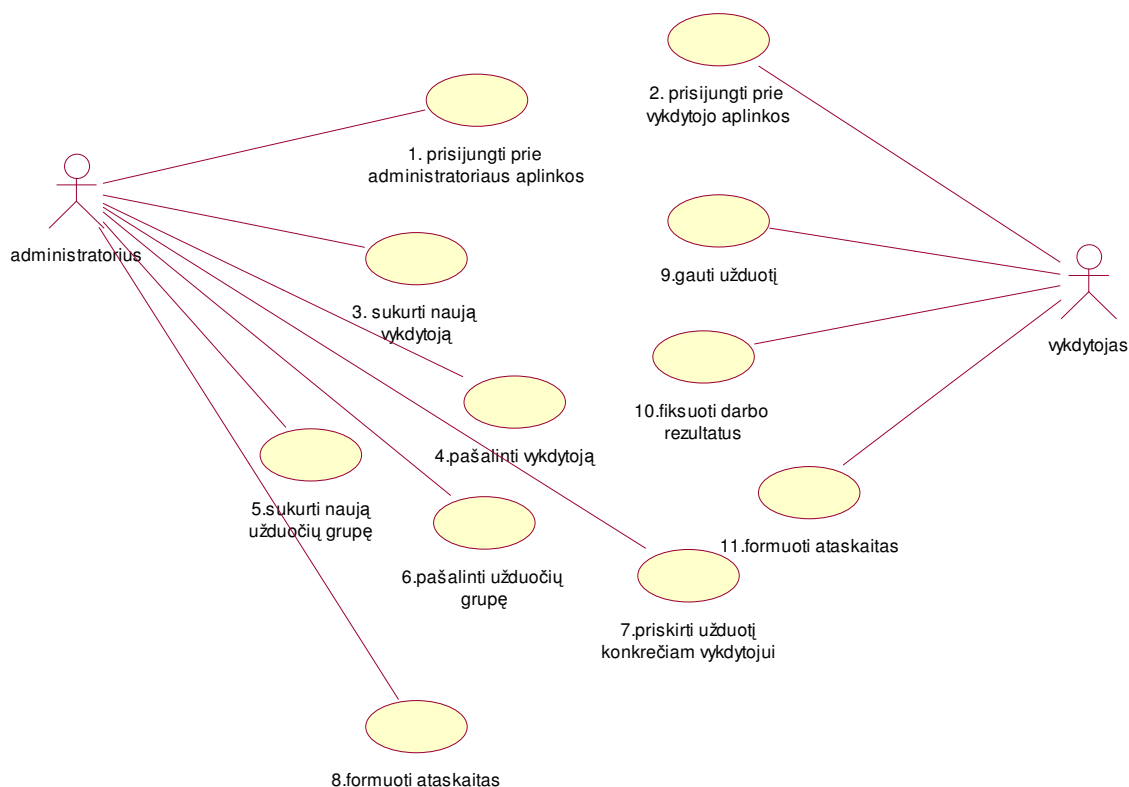 2. prisijungti prie
vykdytojo aplinkos
1. prisijungti prie
administratoriaus aplinkos
administratorius
9.gauti užduotį
3. sukurti naują
vykdytoją
vykdytojas
10.fiksuoti darbo
rezultatus
4.pašalinti vykdytoją
5.sukurti naują
užduočių grupę
11.formuoti ataskaitas
6.pašalinti užduočių
grupę
7.priskirti užduotį
konkrečiam vykdytojui
8.formuoti ataskaitas